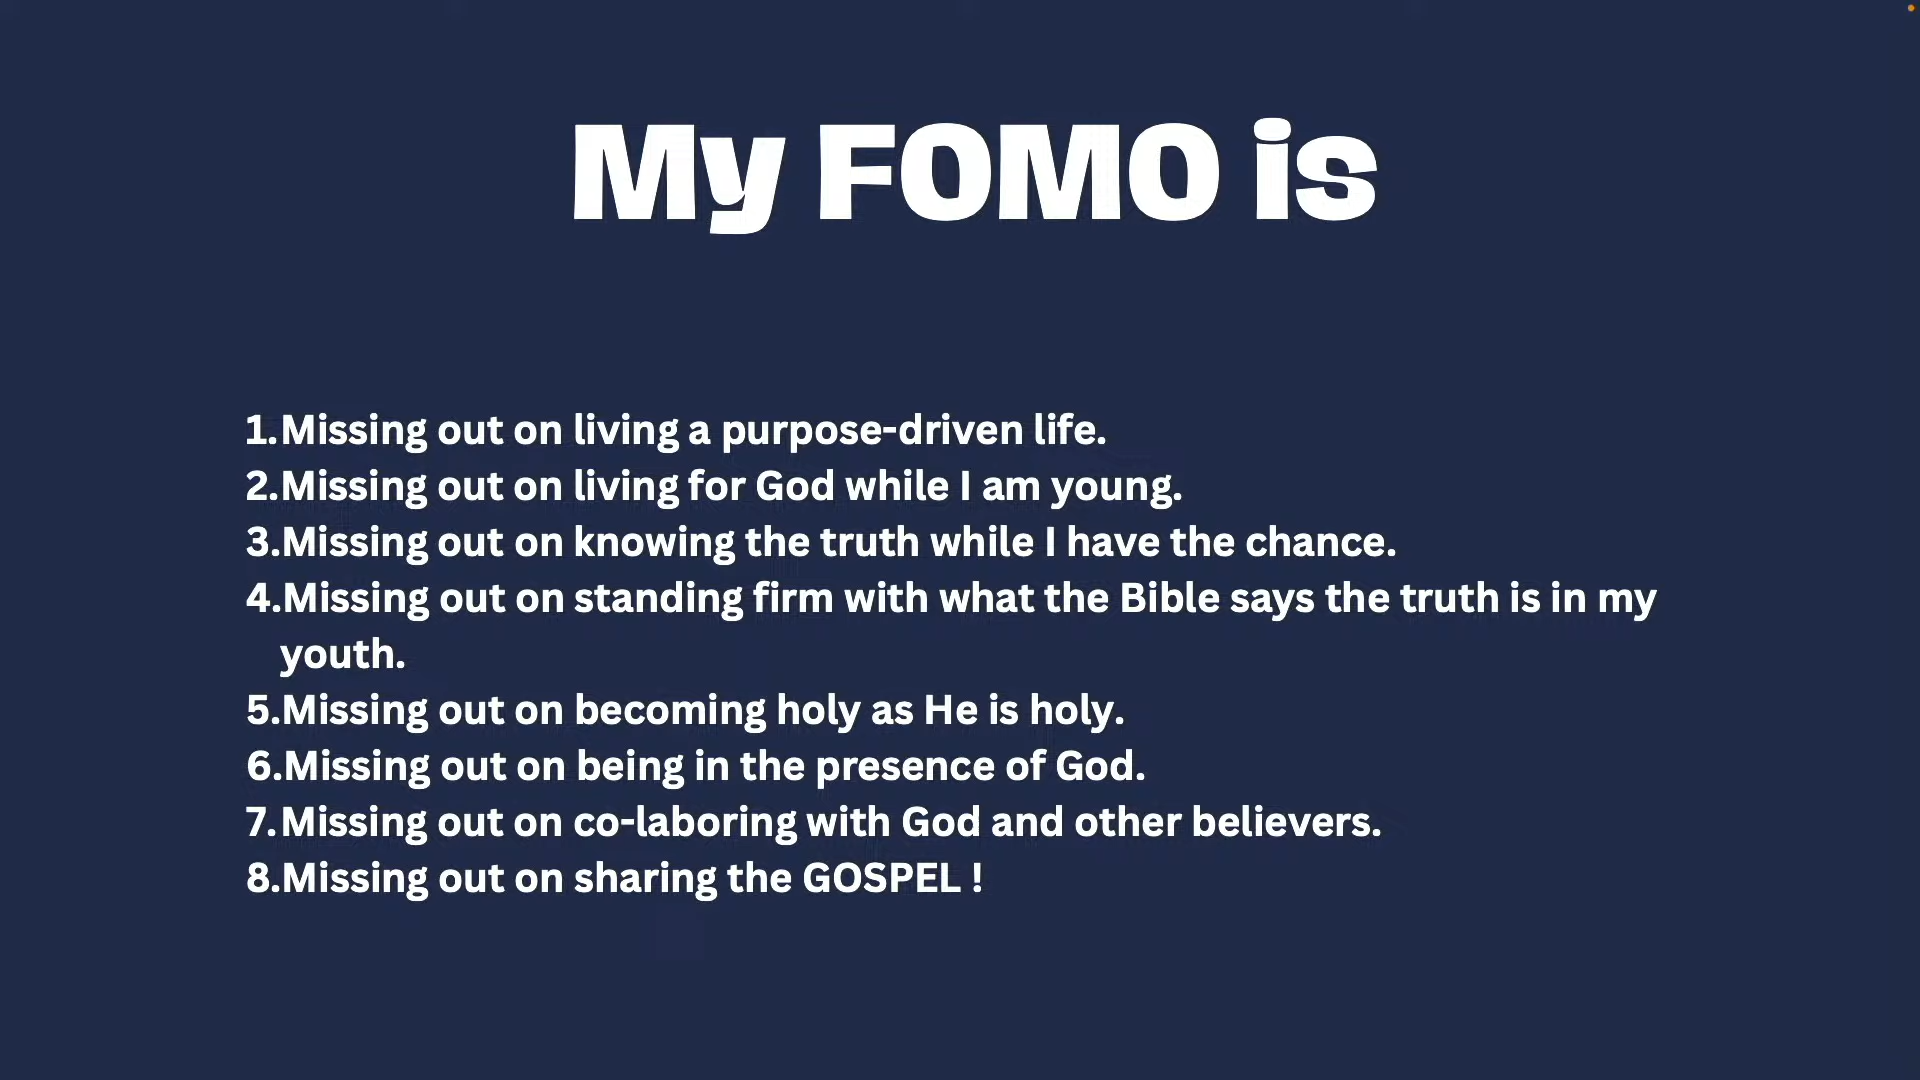 My FOMO is
1.Missing out on living a purpose-driven life.
2.Missing out on living for God while I am young.
3.Missing out on knowing the truth while I have the chance.
4.Missing out on standing firm with what the Bible says the truth is in my
youth.
5.Missing out on becoming holy as He is holy.
6.Missing out on being in the presence of God.
7.Missing out on co-laboring with God and other believers.
8.Missing out on sharing the GOSPEL !